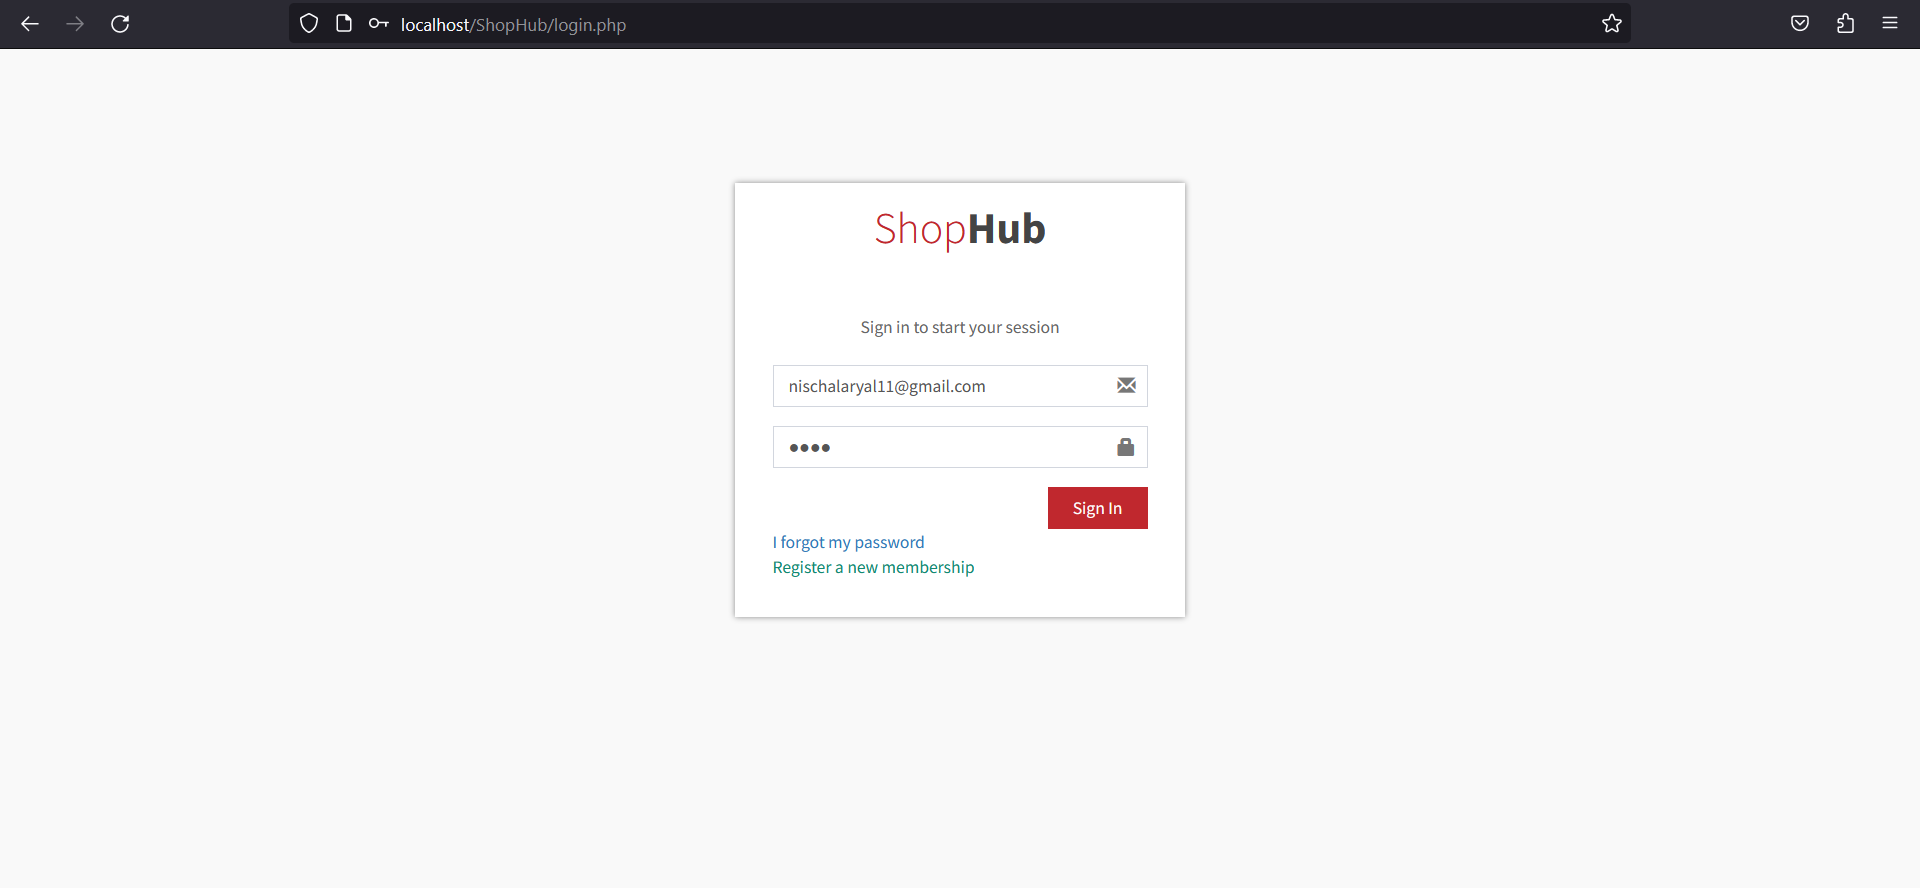 localhost/ShopHub/login.php
ShopHub
Sign in to start your session
nischalaryal11@gmail.com
●●●●
Sign In
I forgot my password
Register a new membership